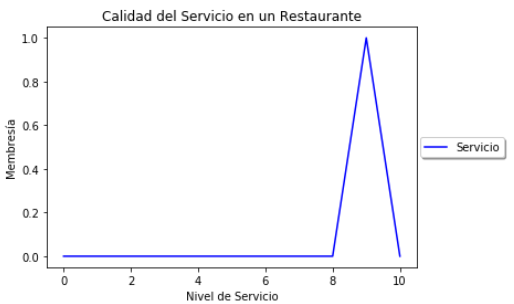 Calidad del Servicio en un Restaurante
1.0
0.8
0.6
0.4
0.2
0.0
Membresía
Servicio
0 2 4 6 8 10
Nivel de Servicio